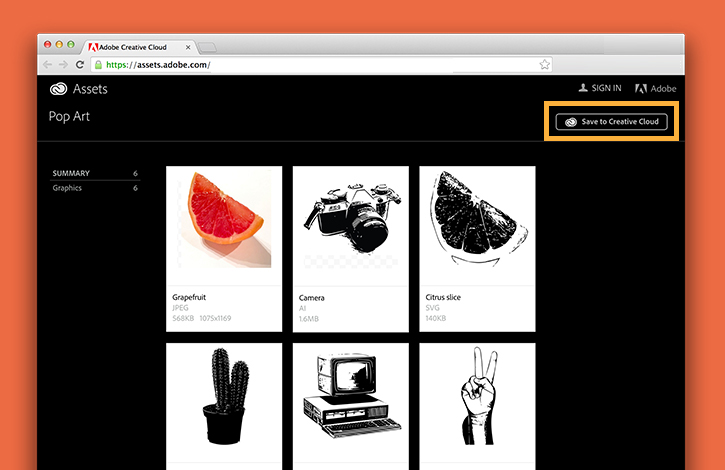 Adobe Creative Cloud
https://assets.adobe.com/
Assets
SIGN IN
Adobe
Pop Art
Save to Creative Cloud
SUMMARY 6
Graphics 6
Grapefruit
JPEG
568KB 1075x1169
Camera
AI
1.6MB
Citrus slice
SVG
140KB